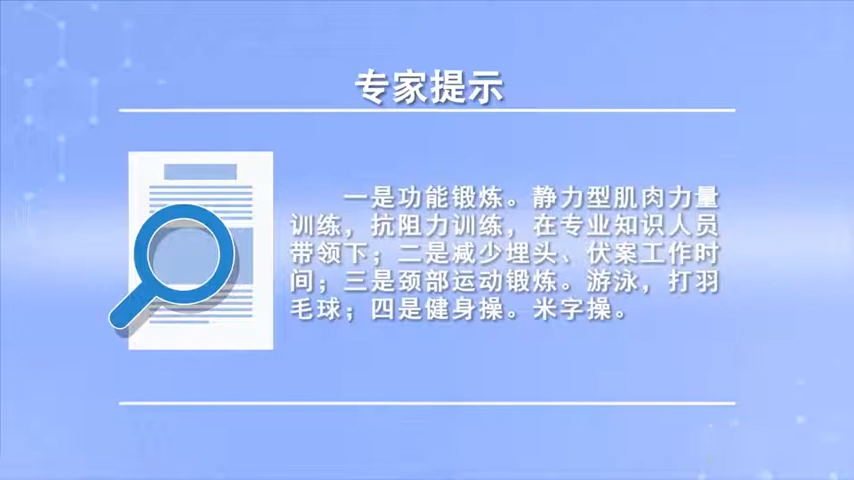 专家提示
一是功能锻炼。静力型肌肉力量
训练，抗阻力训练，在专业知识人员
带领下；二是减少埋头、伏案工作时
间；三是颈部运动锻炼。游泳，打羽
毛球；四是健身操。米字操。